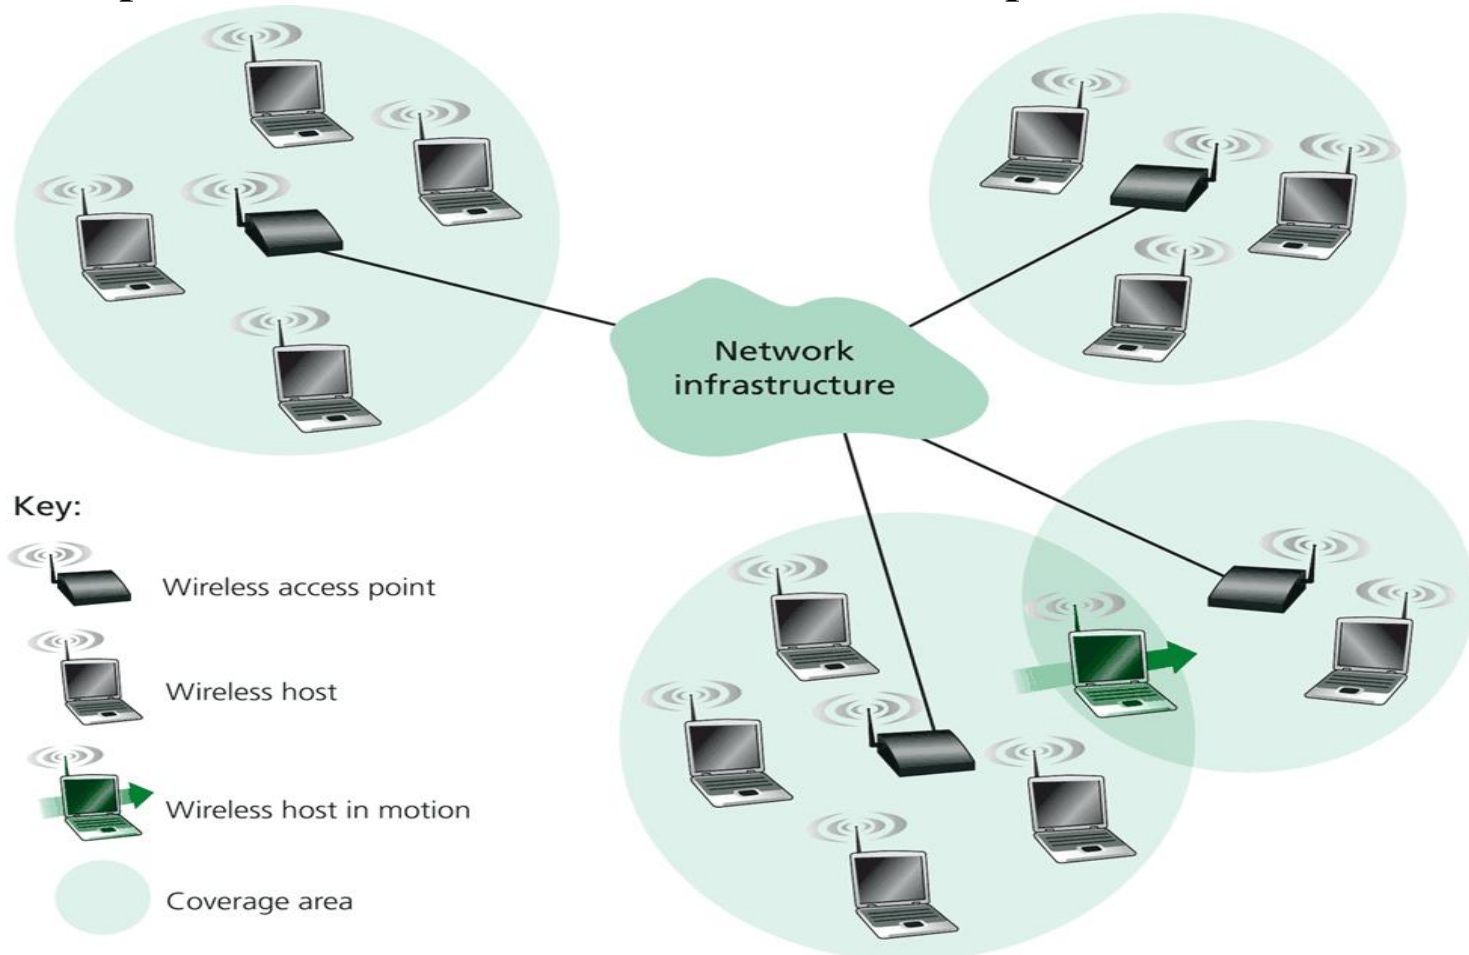 Network
infrastructure
Key:
Wireless access point
Wireless host
Wireless host in motion
Coverage area